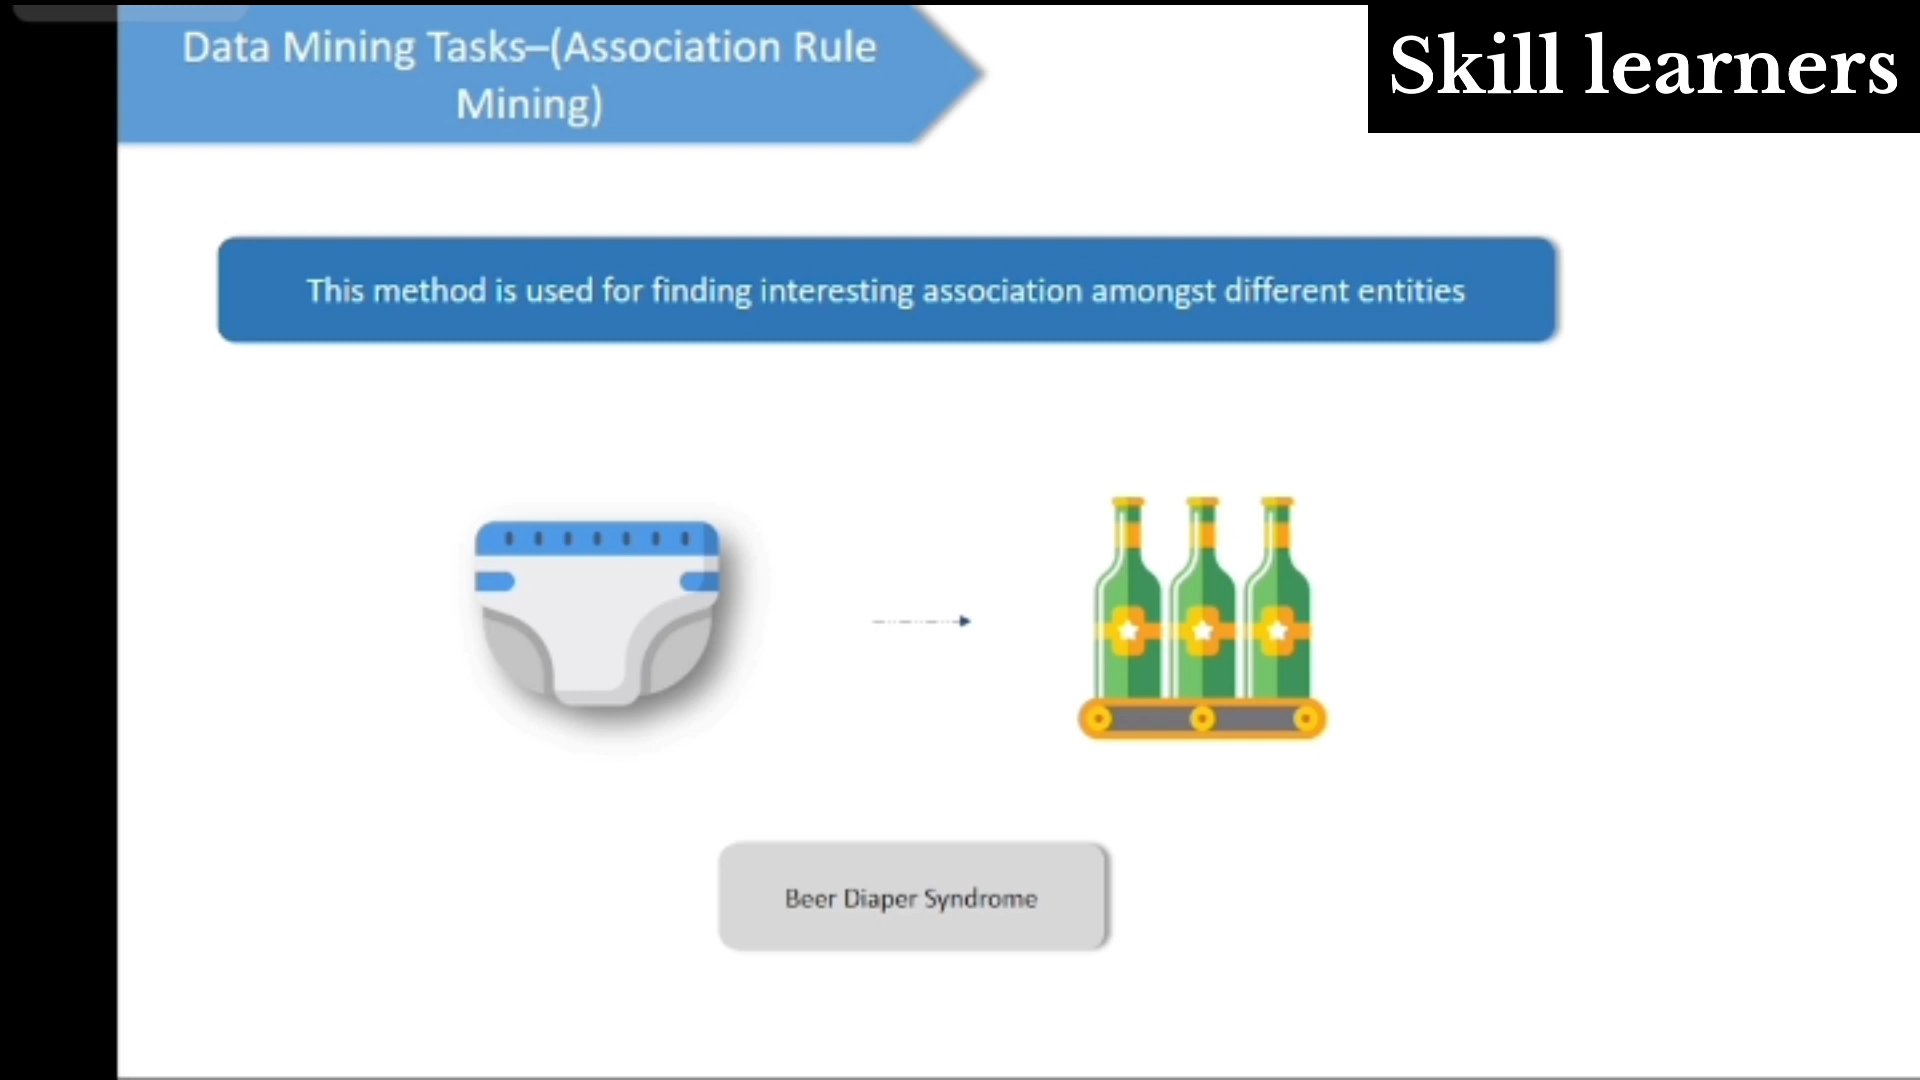 Data Mining Tasks–(Association Rule
Mining)
Skill learners
This method is used for finding interesting association amongst different entities
Beer Diaper Syndrome